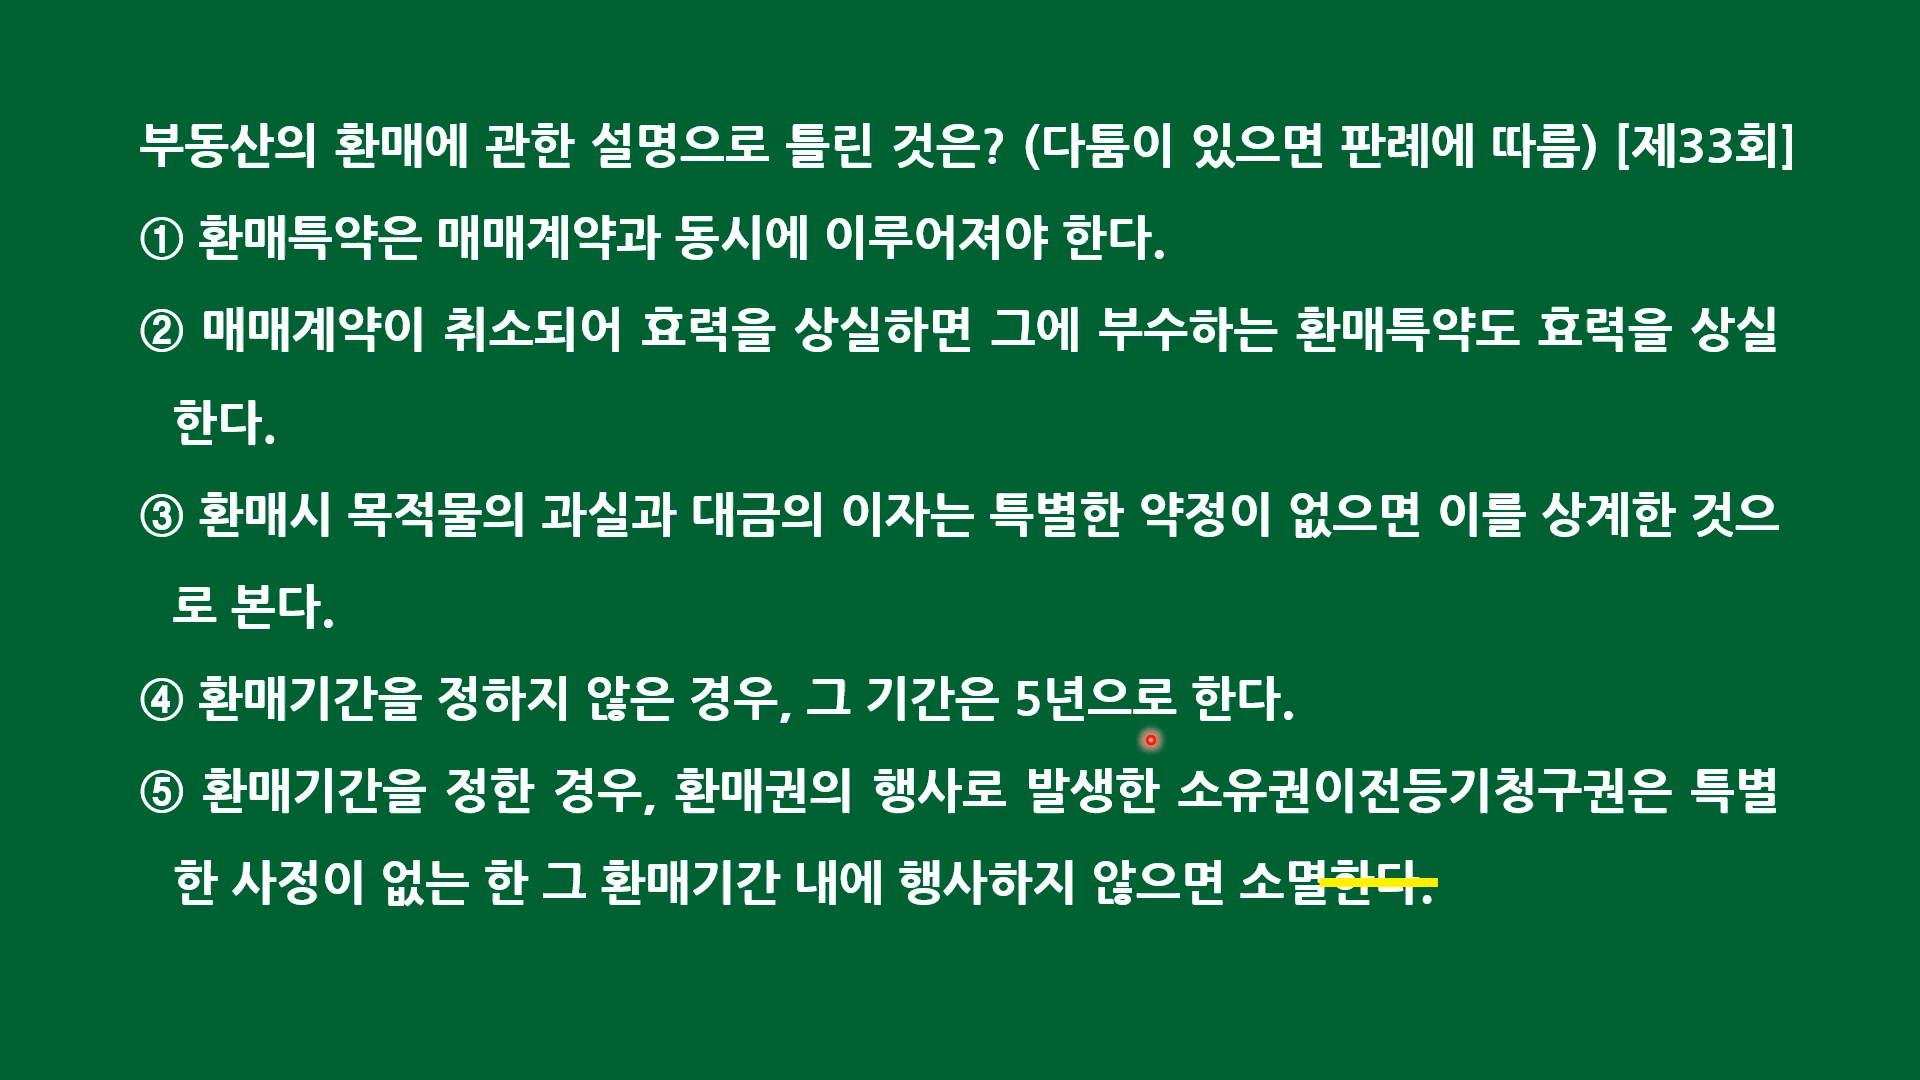 부동산의 환매에 관한 설명으로 틀린 것은? (다툼이 있으면 판례에 따름) [제33회]
① 환매특약은 매매계약과 동시에 이루어져야 한다.
② 매매계약이 취소되어 효력을 상실하면 그에 부수하는 환매특약도 효력을 상실
한다.
③ 환매시 목적물의 과실과 대금의 이자는 특별한 약정이 없으면 이를 상계한 것으
로 본다.
④ 환매기간을 정하지 않은 경우, 그 기간은 5년으로 한다.
⑤ 환매기간을 정한 경우, 환매권의 행사로 발생한 소유권이전등기청구권은 특별
한 사정이 없는 한 그 환매기간 내에 행사하지 않으면 소멸한다.